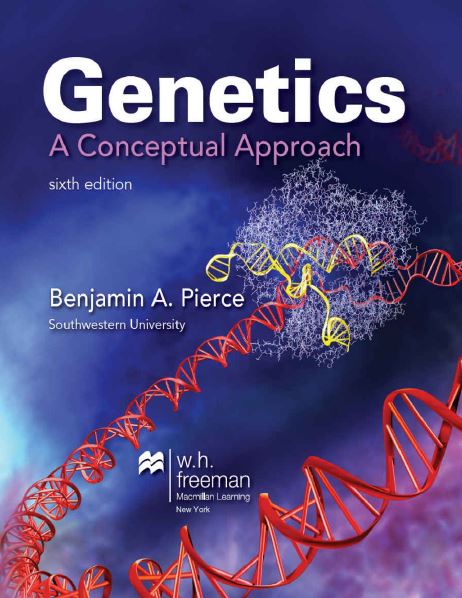 Genetics
A Conceptual Approach
sixth edition
Benjamin A. Pierce
Southwestern University
w.h.
freeman
Macmillan Learning
New York